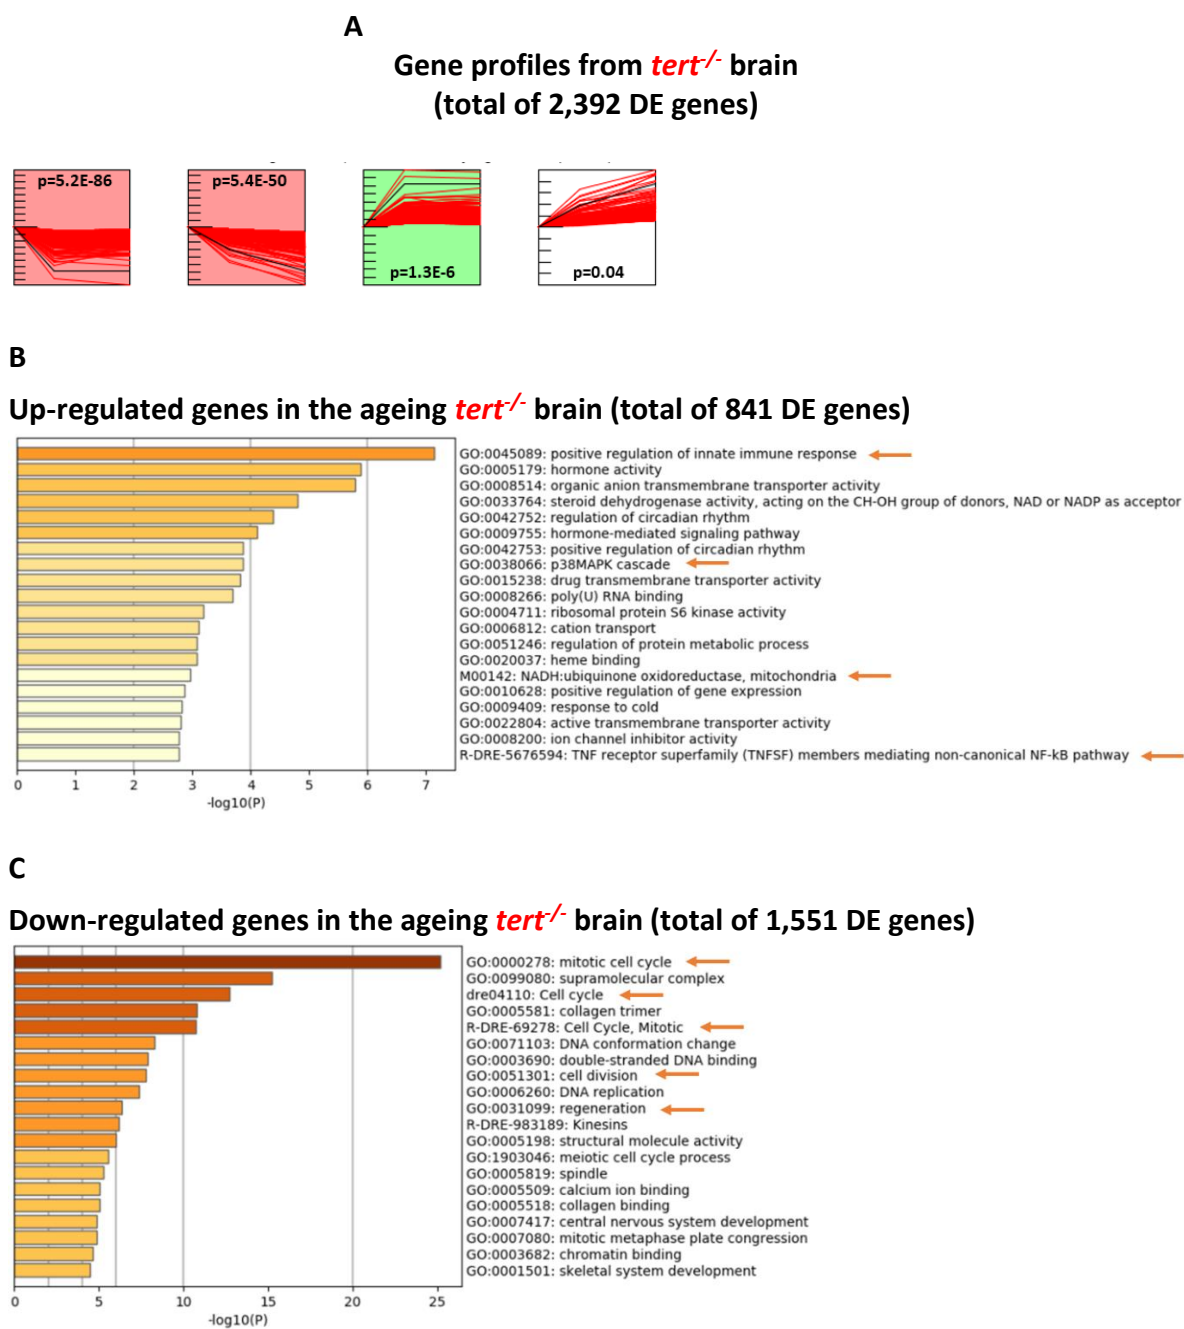 A
Gene profiles from tert-/- brain
(total of 2,392 DE genes)
p=5.2E-86
p=5.4E-50
p=1.3E-6
p=0.04
B
Up-regulated genes in the ageing tert-/- brain (total of 841 DE genes)
GO:0045089: positive regulation of innate immune response
GO:0005179: hormone activity
GO:0008514: organic anion transmembrane transporter activity
GO:0033764: steroid dehydrogenase activity, acting on the CH-OH group of donors, NAD or NADP as acceptor
GO:0042752: regulation of circadian rhythm
GO:0009755: hormone-mediated signaling pathway
GO:0042753: positive regulation of circadian rhythm
GO:0038066: p38MAPK cascade
GO:0015238: drug transmembrane transporter activity
GO:0008266: poly(U) RNA binding
GO:0004711: ribosomal protein S6 kinase activity
GO:0006812: cation transport
GO:0051246: regulation of protein metabolic process
GO:0020037: heme binding
M00142: NADH:ubiquinone oxidoreductase, mitochondria
GO:0010628: positive regulation of gene expression
GO:0009409: response to cold
GO:0022804: active transmembrane transporter activity
GO:0008200: ion channel inhibitor activity
R-DRE-5676594: TNF receptor superfamily (TNFSF) members mediating non-canonical NF-kB pathway
0 1 2 3 4 5 6 7
-log10(P)
C
Down-regulated genes in the ageing tert-/- brain (total of 1,551 DE genes)
GO:0000278: mitotic cell cycle
GO:0099080: supramolecular complex
dre04110: Cell cycle
GO:0005581: collagen trimer
R-DRE-69278: Cell Cycle, Mitotic
GO:0071103: DNA conformation change
GO:0003690: double-stranded DNA binding
GO:0051301: cell division
GO:0006260: DNA replication
GO:0031099: regeneration
R-DRE-983189: Kinesins
GO:0005198: structural molecule activity
GO:1903046: meiotic cell cycle process
GO:0005819: spindle
GO:0005509: calcium ion binding
GO:0005518: collagen binding
GO:0007417: central nervous system development
GO:0007080: mitotic metaphase plate congression
GO:0003682: chromatin binding
GO:0001501: skeletal system development
0 5 10 15 20 25
-log10(P)